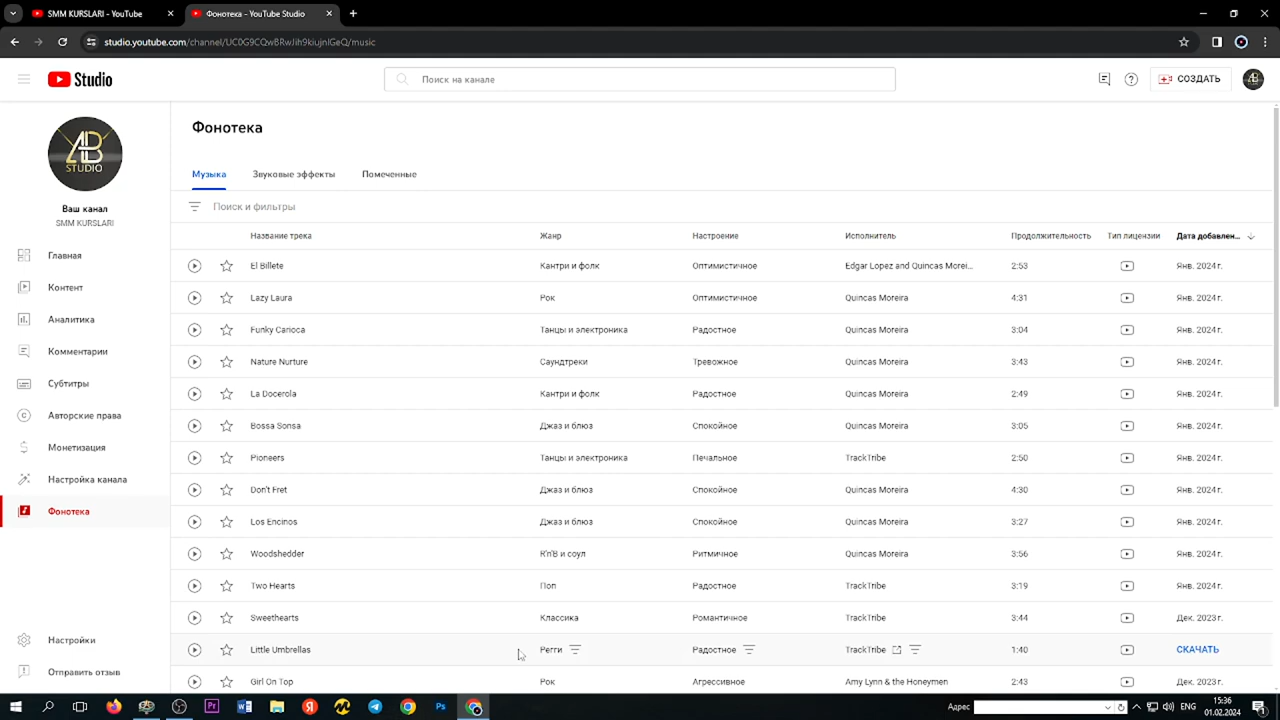 SMM KURSLARI - YouTube
Фонотека - YouTube Studio
studio.youtube.com/channel/UC0G9CQwBRwJih9kiujnIGeQ/music
Studio
Поиск на канале
СОЗДАТЬ
AB
STUDIO
Ваш канал
SMM KURSLARI
Главная
Контент
Аналитика
Комментарии
Субтитры
Авторские права
Монетизация
Настройка канала
Фонотека
Настройки
Отправить отзыв
Фонотека
Музыка Звуковые эффекты Помеченные
Поиск и фильтры
Название трека Жанр Настроение Исполнитель Продолжительность Тип лицензии Дата добавлен...
El Billete Кантри и фолк Оптимистичное Edgar Lopez and Quincas Morei... 2:53 Янв. 2024 г.
Lazy Laura Рок Оптимистичное Quincas Moreira 4:31 Янв. 2024 г.
Funky Carioca Танцы и электроника Радостное Quincas Moreira 3:04 Янв. 2024 г.
Nature Nurture Саундтреки Тревожное Quincas Moreira 3:43 Янв. 2024 г.
La Docerola Кантри и фолк Радостное Quincas Moreira 2:49 Янв. 2024 г.
Bossa Sonsa Джаз и блюз Спокойное Quincas Moreira 3:05 Янв. 2024 г.
Pioneers Танцы и электроника Печальное TrackTribe 2:50 Янв. 2024 г.
Don't Fret Джаз и блюз Спокойное Quincas Moreira 4:30 Янв. 2024 г.
Los Encinos Джаз и блюз Спокойное Quincas Moreira 3:27 Янв. 2024 г.
Woodshedder R'n'B и соул Ритмичное Quincas Moreira 3:56 Янв. 2024 г.
Two Hearts Поп Радостное TrackTribe 3:19 Янв. 2024 г.
Sweethearts Классика Романтичное TrackTribe 3:44 Дек. 2023 г.
Little Umbrellas Регги Радостное TrackTribe 1:40 СКАЧАТЬ
Girl On Top Рок Агрессивное Amy Lynn & the Honeymen 2:43 Дек. 2023 г.
Адрес
ENG
15:36
01.02.2024